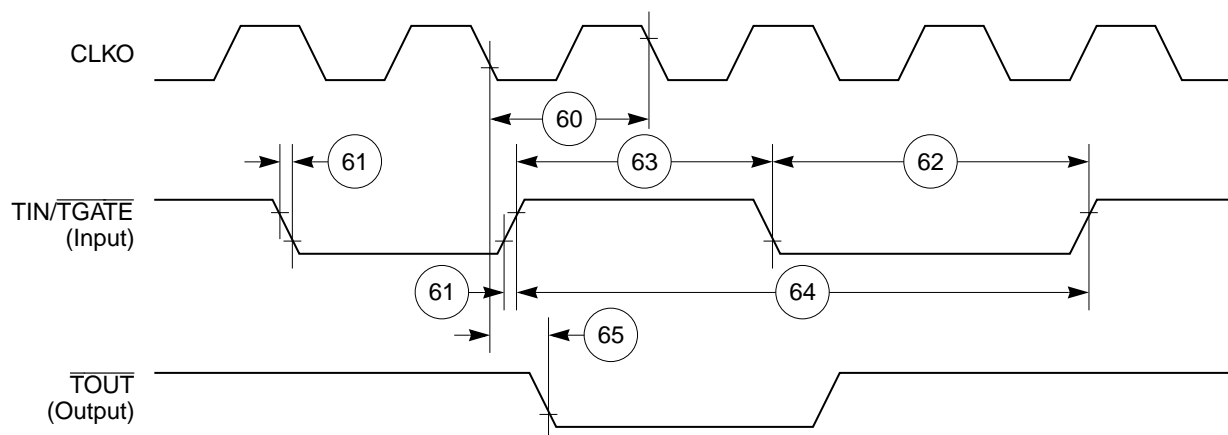 CLKO
60
61
63
62
TIN/TGATE
(Input)
61
64
65
TOUT
(Output)